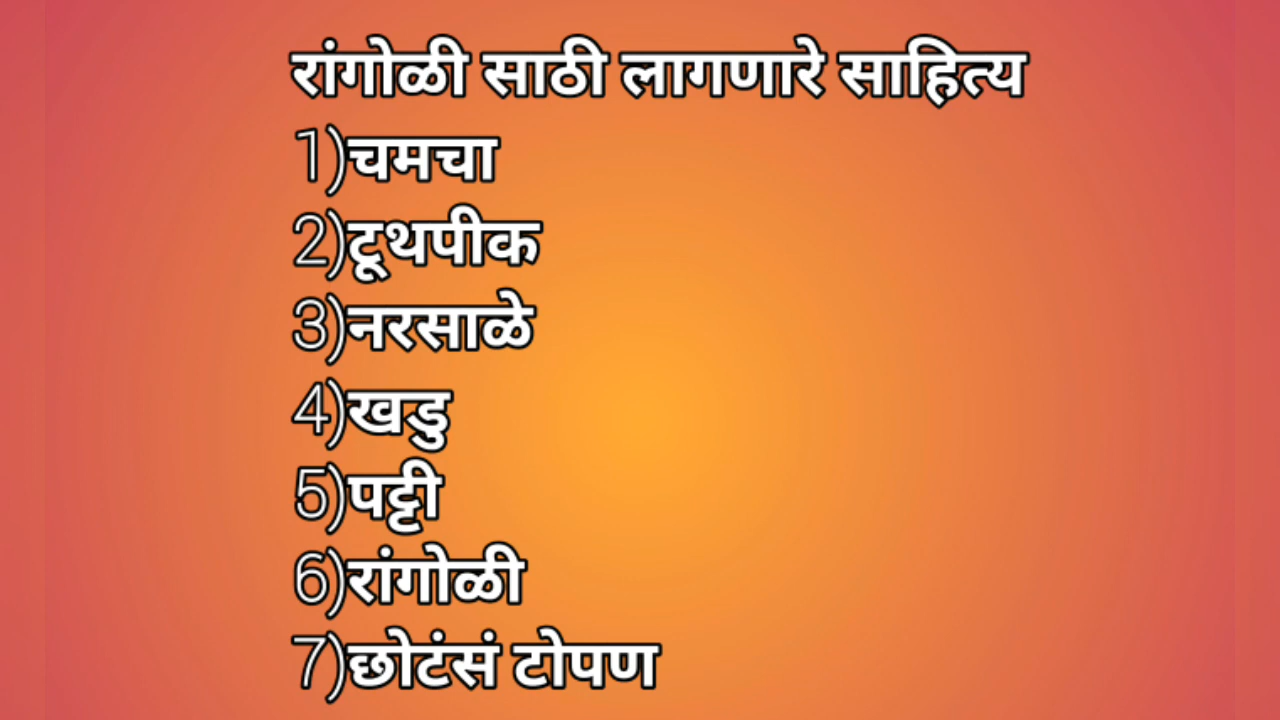 रांगोळी साठी लागणारे साहित्य
1)चमचा
2)टूथपीक
3)नरसाळे
4)खडु
5)पट्टी
6)रांगोळी
7)छोटंसं टोपण